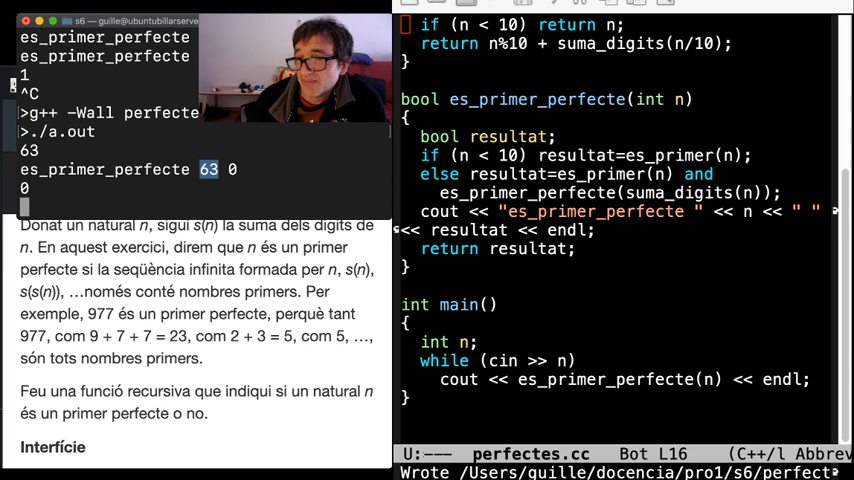 s6 — guille@ubuntubillarserve
es_primer_perfecte
es_primer_perfecte
1
^C
>g++ -Wall perfecte
>./a.out
63
es_primer_perfecte 63 0
0
Donat un natural n, sigui s(n) la suma dels dígits de
n. En aquest exercici, direm que n és un primer
perfecte si la seqüència infinita formada per n, s(n),
s(s(n)), …només conté nombres primers. Per
exemple, 977 és un primer perfecte, perquè tant
977, com 9 + 7 + 7 = 23, com 2 + 3 = 5, com 5, …,
són tots nombres primers.
Feu una funció recursiva que indiqui si un natural n
és un primer perfecte o no.
Interfície
if (n < 10) return n;
return n%10 + suma_digits(n/10);
}
bool es_primer_perfecte(int n)
{
bool resultat;
if (n < 10) resultat=es_primer(n);
else resultat=es_primer(n) and
es_primer_perfecte(suma_digits(n));
cout << "es_primer_perfecte " << n << " "
<< resultat << endl;
return resultat;
}
int main()
{
int n;
while (cin >> n)
cout << es_primer_perfecte(n) << endl;
}
U:--- perfectes.cc Bot L16 (C++/l Abbrev
Wrote /Users/guille/docencia/pro1/s6/perfect